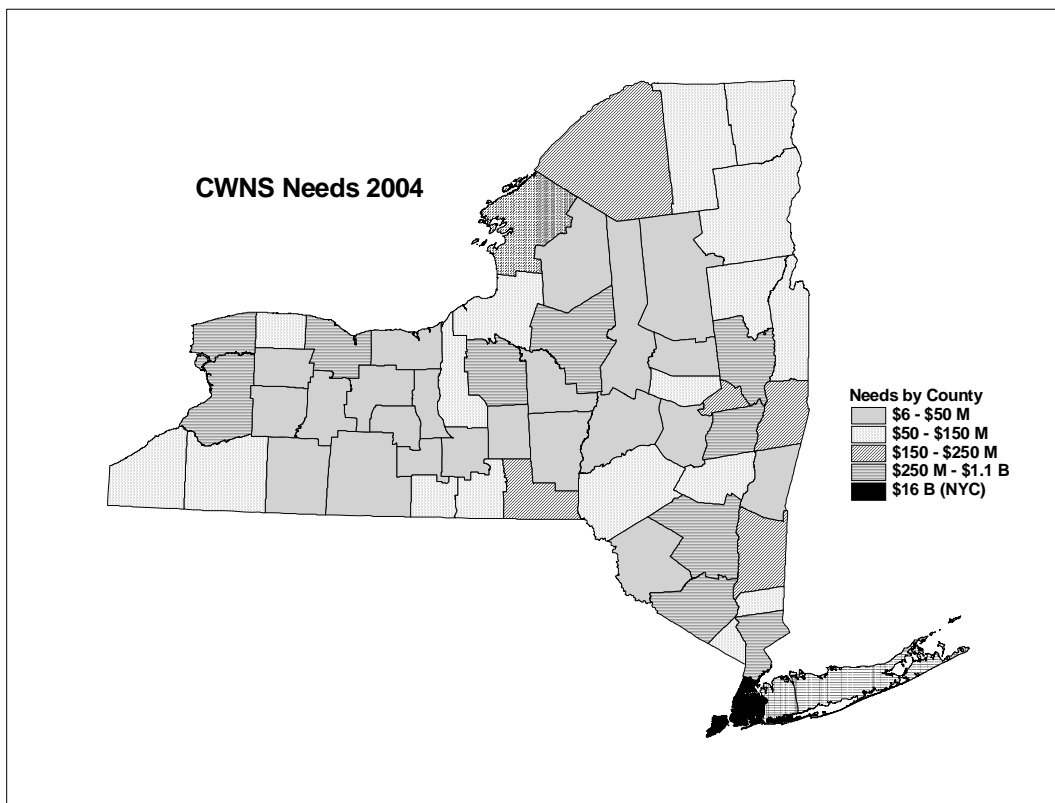 CWNS Needs 2004
Needs by County
$6 - $50 M
$50 - $150 M
$150 - $250 M
$250 M - $1.1 B
$16 B (NYC)